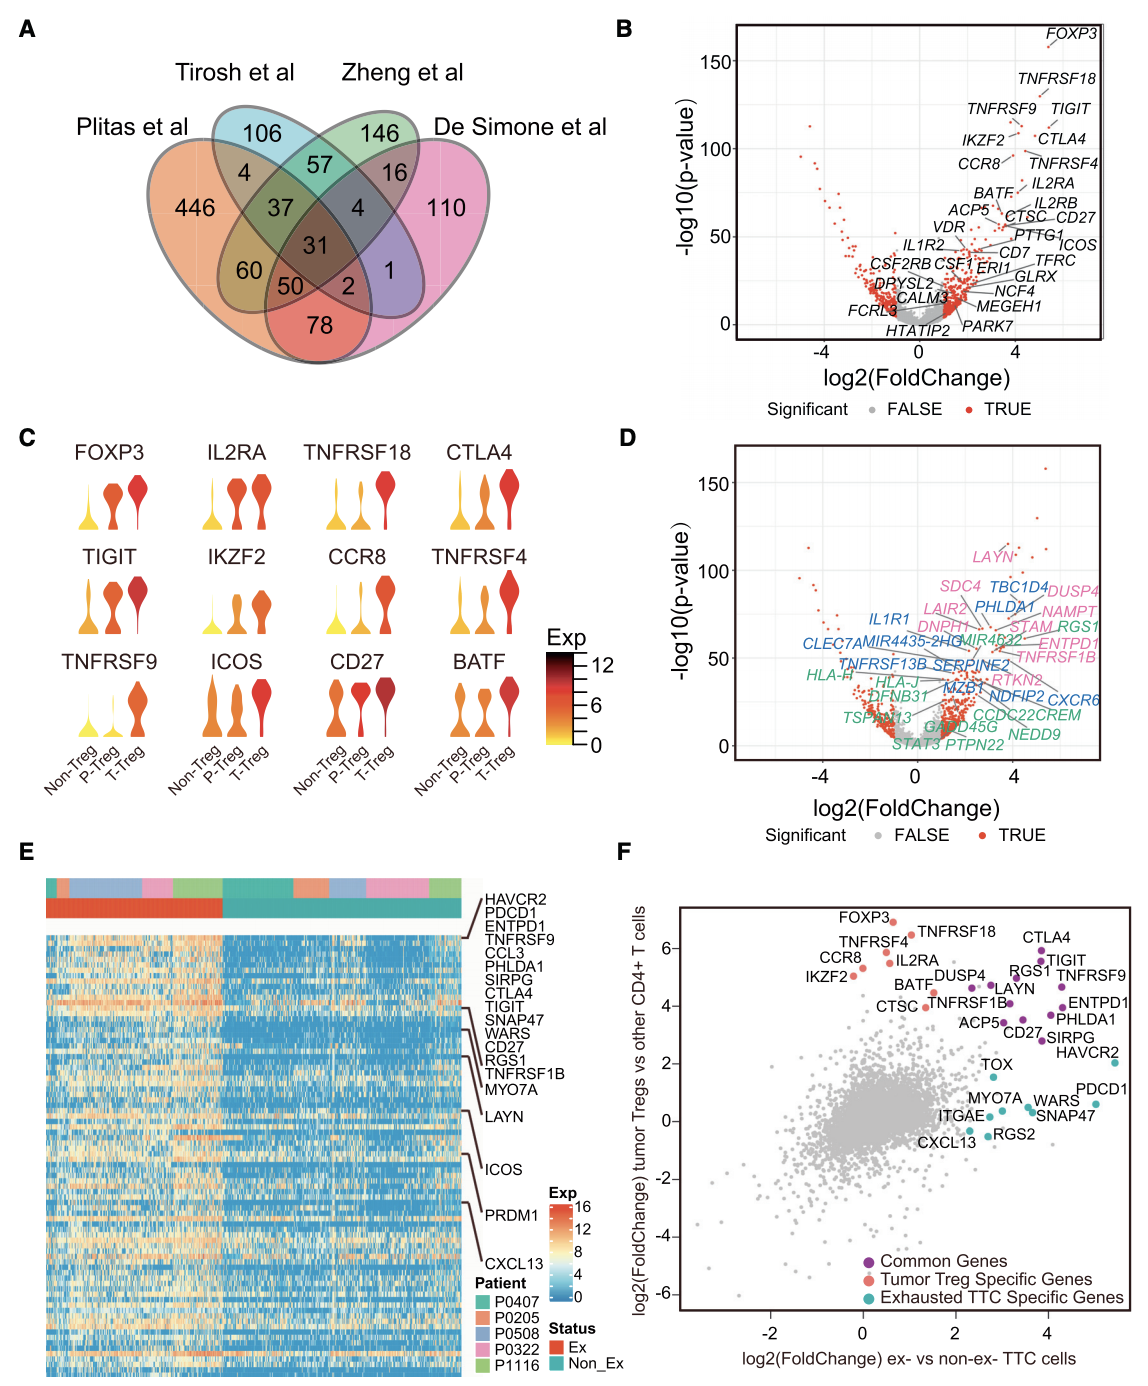 A
Tirosh et al
Zheng et al
Plitas et al
De Simone et al
106
146
4
57
16
446
37
4
110
31
60
50
2
1
78
B
FOXP3
150
TNFRSF18
TNFRSF9
TIGIT
IKZF2
CTLA4
100
CCR8
TNFRSF4
IL2RA
BATF
IL2RB
ACP5
CTSC
CD27
VDR
PTTG1
50
IL1R2
CD7
ICOS
CSF2RB
CSF1
ERI1
TFRC
GLRX
DPYSL2
NCF4
CALM3
MEGEH1
FCRL3
0
HTATIP2
PARK7
-log10(p-value)
-4
0
4
log2(FoldChange)
Significant
FALSE
TRUE
C
FOXP3
IL2RA
TNFRSF18
CTLA4
TIGIT
IKZF2
CCR8
TNFRSF4
TNFRSF9
ICOS
CD27
BATF
Non-Treg
P-Treg
T-Treg
Non-Treg
P-Treg
T-Treg
Non-Treg
P-Treg
T-Treg
Non-Treg
P-Treg
T-Treg
Exp
12
6
0
D
150
LAYN
100
SDC4
TBC1D4
DUSP4
LAIR2
PHLDA1
NAMPT
IL1R1
DNPH1
STAM
RGS1
CLEC7A
MIR4435-2HG
MIR4632
ENTPD1
50
TNFRSF13B
SERPINE2
TNFRSF1B
HLA-H
HLA-J
RTKN2
DFNB31
MZB1
NDFIP2
CXCR6
TSPAN13
CCDC22
CREM
GADD45G
NEDD9
0
STAT3
PTPN22
-log10(p-value)
-4
0
4
log2(FoldChange)
Significant
FALSE
TRUE
E
HAVCR2
PDCD1
ENTPD1
TNFRSF9
CCL3
PHLDA1
SIRPG
CTLA4
TIGIT
SNAP47
WARS
CD27
RGS1
TNFRSF1B
MYO7A
LAYN
ICOS
PRDM1
CXCL13
Exp
16
12
8
4
0
Patient
P0407
P0205
P0508
P0322
P1116
Status
Ex
Non_Ex
F
FOXP3
TNFRSF18
TNFRSF4
CTLA4
6
CCR8
IL2RA
TIGIT
IKZF2
BATF
DUSP4
RGS1
TNFRSF9
LAYN
4
CTSC
TNFRSF1B
ENTPD1
ACP5
CD27
PHLDA1
SIRPG
HAVCR2
2
TOX
MYO7A
WARS
PDCD1
0
ITGAE
SNAP47
CXCL13
RGS2
-2
-4
-6
Common Genes
Tumor Treg Specific Genes
Exhausted TTC Specific Genes
log2(FoldChange) tumor Tregs vs other CD4+ T cells
-2
0
2
4
log2(FoldChange) ex- vs non-ex- TTC cells